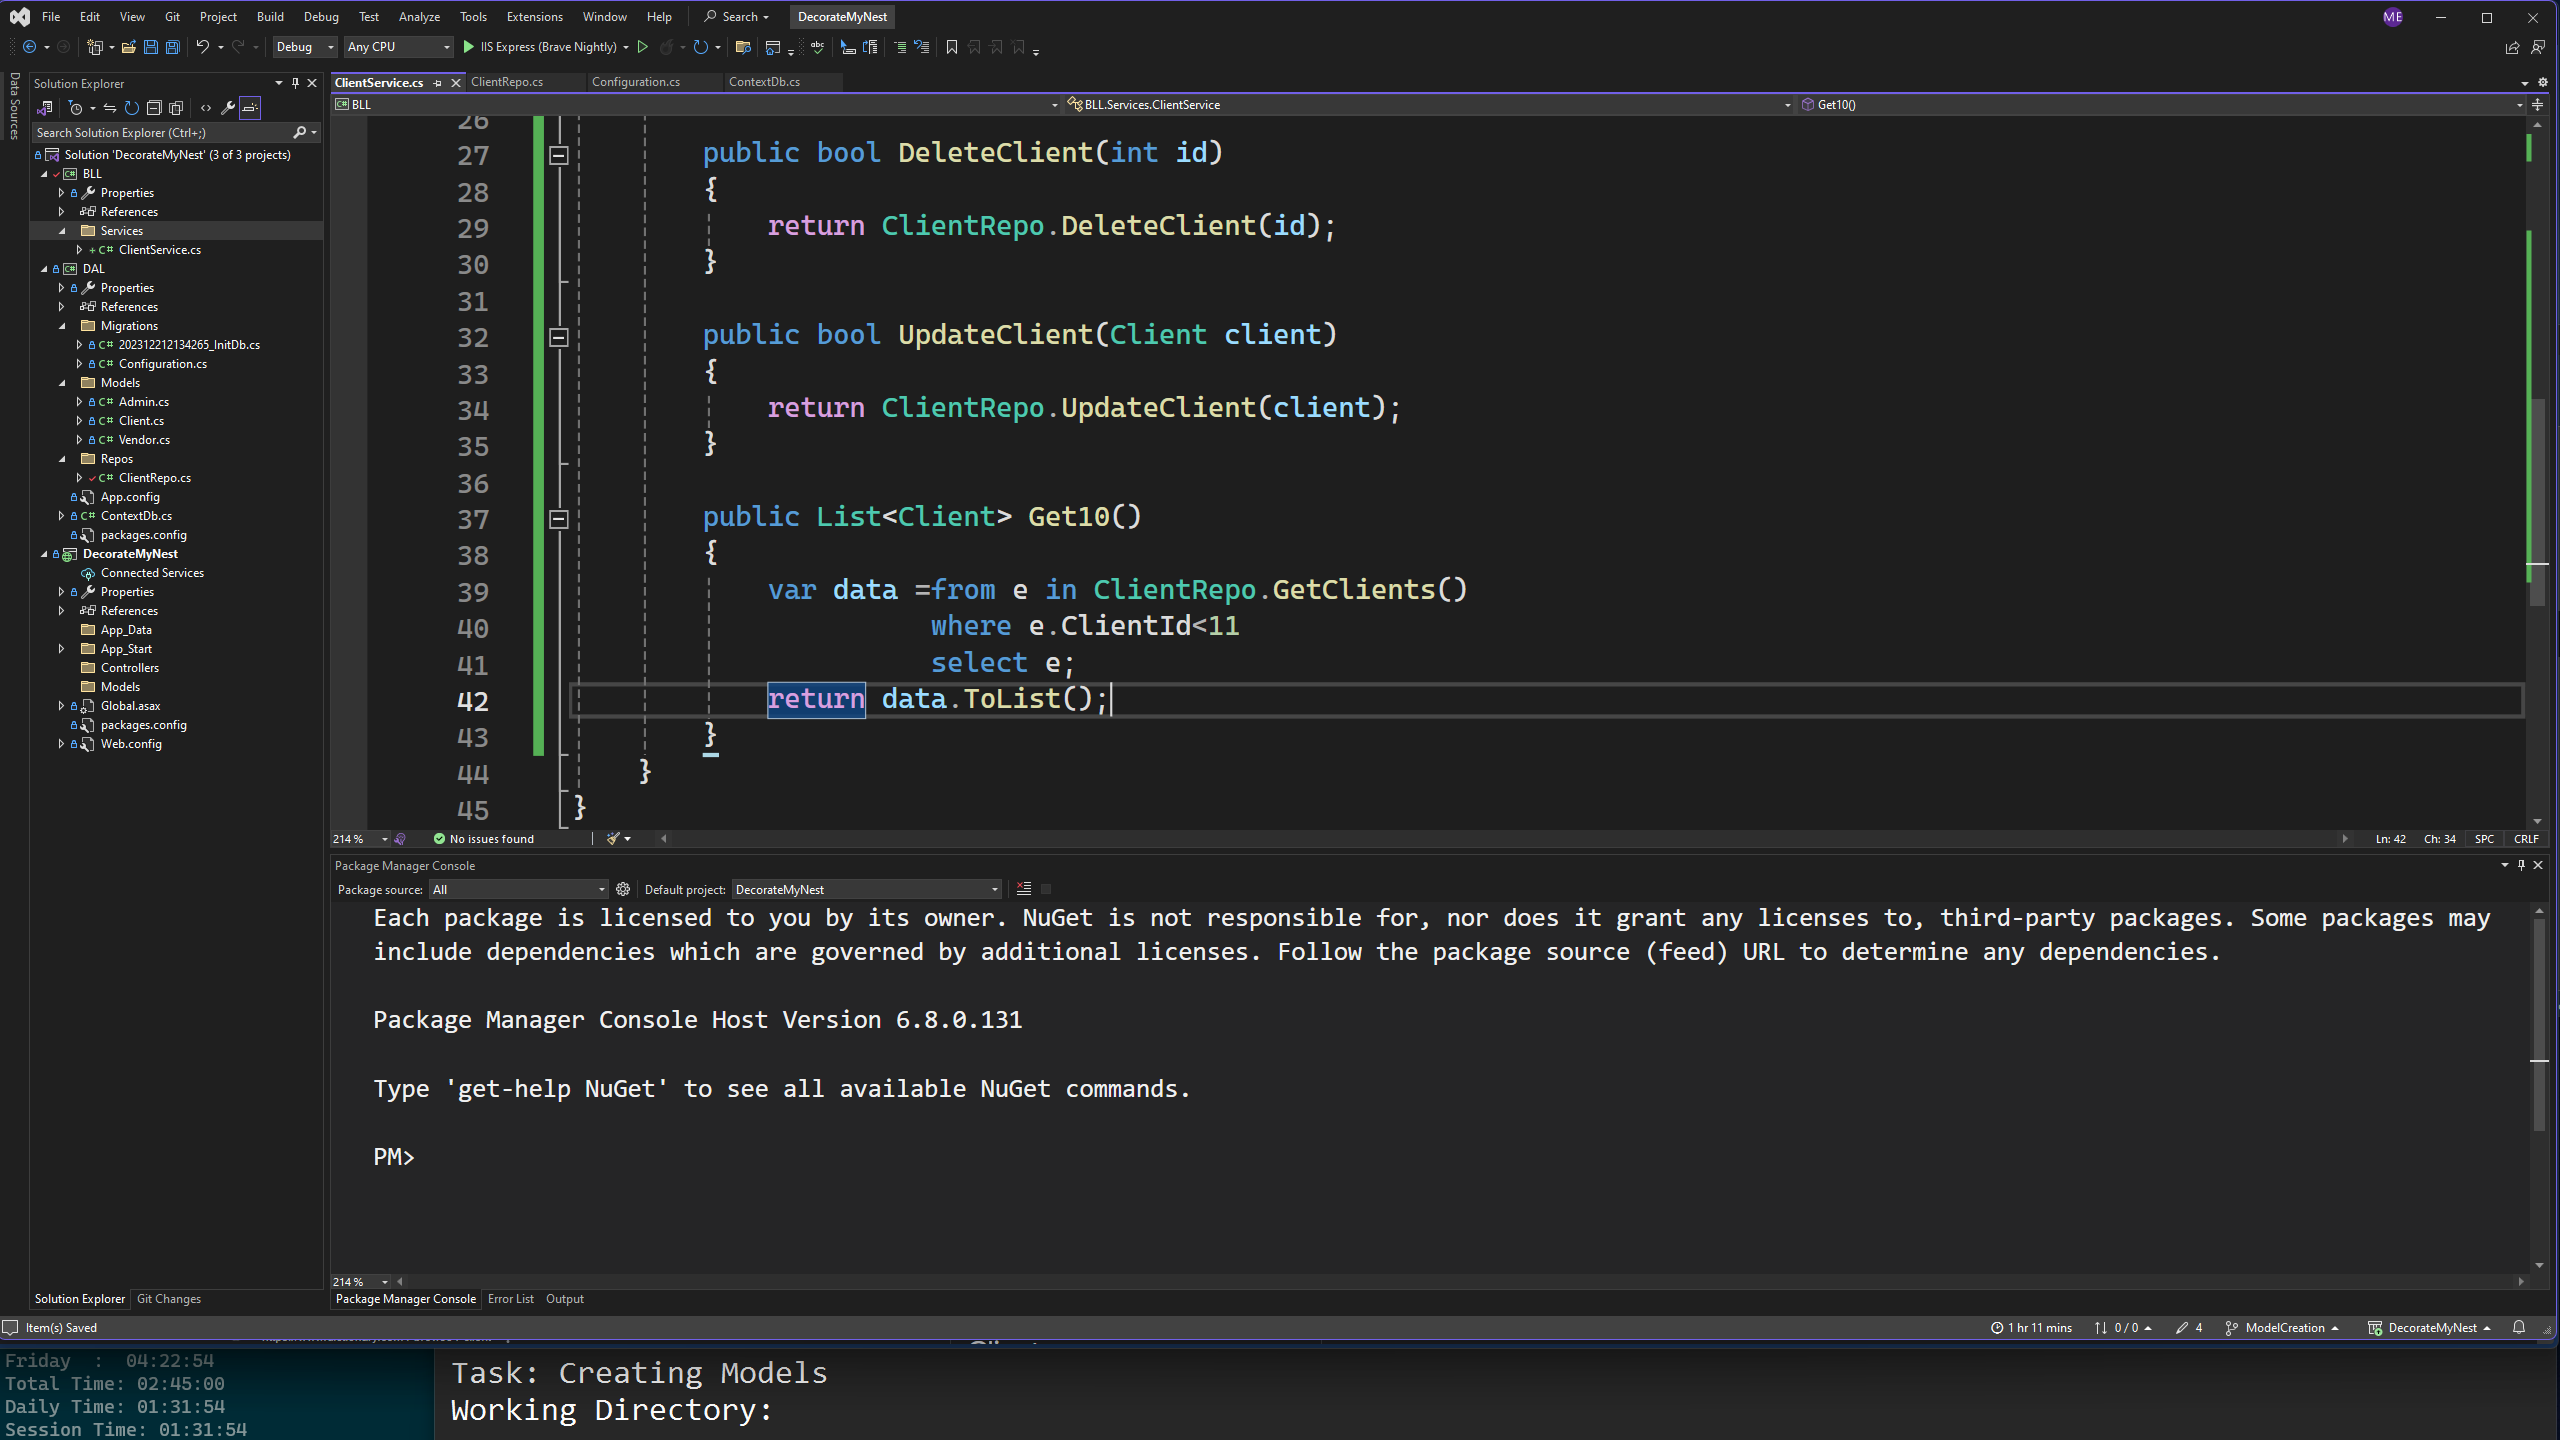 File Edit View Git Project Build Debug Test Analyze Tools Extensions Window Help Search DecorateMyNest ME
Debug Any CPU IIS Express (Brave Nightly)
Data Sources
Solution Explorer
Search Solution Explorer (Ctrl+;)
Solution 'DecorateMyNest' (3 of 3 projects)
BLL
Properties
References
Services
C# ClientService.cs
DAL
Properties
References
Migrations
C# 202312212134265_InitDb.cs
C# Configuration.cs
Models
C# Admin.cs
C# Client.cs
C# Vendor.cs
Repos
C# ClientRepo.cs
App.config
C# ContextDb.cs
packages.config
DecorateMyNest
Connected Services
Properties
References
App_Data
App_Start
Controllers
Models
Global.asax
packages.config
Web.config
Solution Explorer Git Changes
ClientService.cs ClientRepo.cs Configuration.cs ContextDb.cs
C# BLL BLL.Services.ClientService Get10()
26
27 public bool DeleteClient(int id)
28 {
29 return ClientRepo.DeleteClient(id);
30 }
31
32 public bool UpdateClient(Client client)
33 {
34 return ClientRepo.UpdateClient(client);
35 }
36
37 public List<Client> Get10()
38 {
39 var data =from e in ClientRepo.GetClients()
40 where e.ClientId<11
41 select e;
42 return data.ToList();
43 }
44 }
45 }
214 % No issues found Ln: 42 Ch: 34 SPC CRLF
Package Manager Console
Package source: All Default project: DecorateMyNest
Each package is licensed to you by its owner. NuGet is not responsible for, nor does it grant any licenses to, third-party packages. Some packages may
include dependencies which are governed by additional licenses. Follow the package source (feed) URL to determine any dependencies.
Package Manager Console Host Version 6.8.0.131
Type 'get-help NuGet' to see all available NuGet commands.
PM>
214 %
Package Manager Console Error List Output
Item(s) Saved 1 hr 11 mins 0 / 0 4 ModelCreation DecorateMyNest
Friday : 04:22:54
Total Time: 02:45:00
Daily Time: 01:31:54
Session Time: 01:31:54
Task: Creating Models
Working Directory: